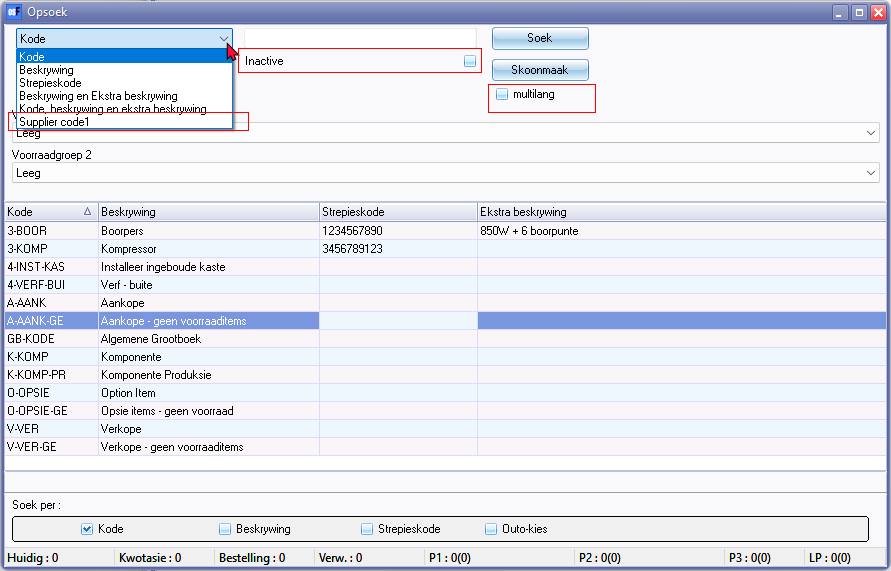 Opsoek
Kode
Soek
Kode
Inactive
Beskrywing
Skoonmaak
Strepieskode
Beskrywing en Ekstra beskrywing
multilang
Kode, beskrywing en ekstra beskrywing
Supplier code1
Leeg
Voorraadgroep 2
Leeg
Kode Beskrywing Strepieskode Ekstra beskrywing
3-BOOR Boorpers 1234567890 850W + 6 boorpunte
3-KOMP Kompressor 3456789123
4-INST-KAS Installeer ingeboude kaste
4-VERF-BUI Verf - buite
A-AANK Aankope
A-AANK-GE Aankope - geen voorraaditems
GB-KODE Algemene Grootboek
K-KOMP Komponente
K-KOMP-PR Komponente Produksie
O-OPSIE Option Item
O-OPSIE-GE Opsie items - geen voorraad
V-VER Verkope
V-VER-GE Verkope - geen voorraaditems
Soek per :
Kode Beskrywing Strepieskode Outo-kies
Huidig : 0 Kwotasie : 0 Bestelling : 0 Verw. : 0 P1 : 0(0) P2 : 0(0) P3 : 0(0) LP : 0(0)